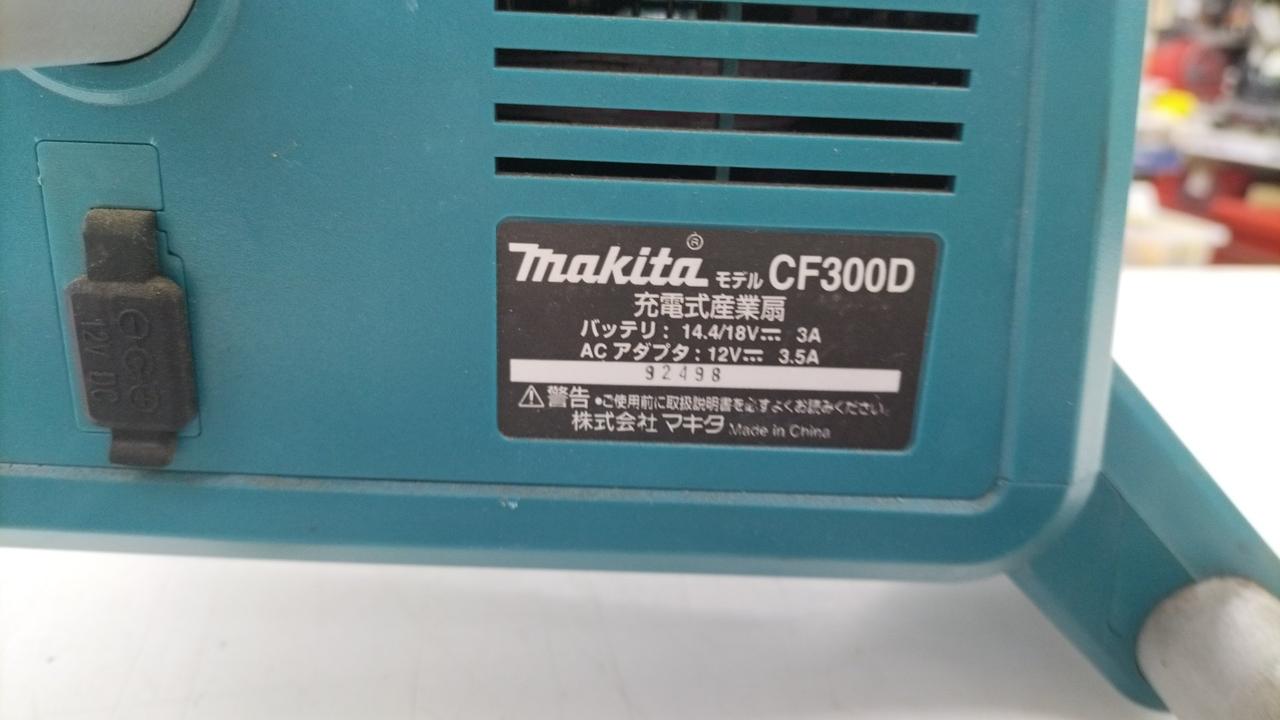 makita® モデル CF300D
充電式産業扇
バッテリ: 14.4/18V⎓ 3A
AC アダプタ: 12V⎓ 3.5A
92498
⚠警告 •ご使用前に取扱説明書を必ずよくお読みください。
株式会社 マキタ Made in China
12V DC